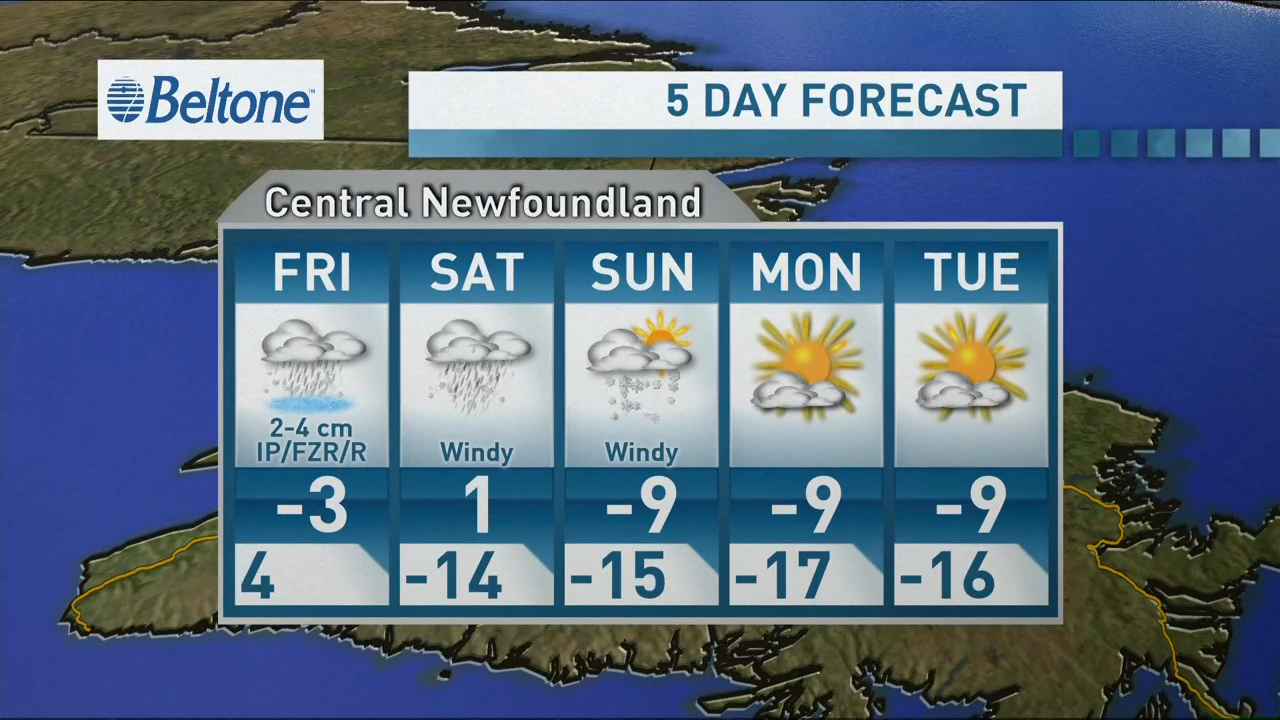 Beltone™
5 DAY FORECAST
Central Newfoundland
FRI SAT SUN MON TUE
2-4 cm
IP/FZR/R Windy Windy
-3 1 -9 -9 -9
4 -14 -15 -17 -16